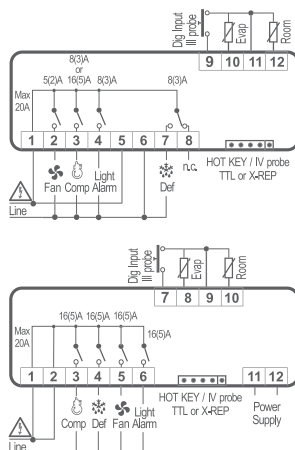 Dig Input
III probe
Evap
Room
9 10 11 12
8(3)A
or
5(2)A 16(5)A 8(3)A 8(3)A
Max
20A
1 2 3 4 5 6 7 8
HOT KEY / IV probe
TTL or X-REP
Fan Comp Light
Alarm
Def n.c.
Line
Dig Input
III probe
Evap
Room
7 8 9 10
16(5)A 16(5)A 16(5)A
16(5)A
Max
20A
1 2 3 4 5 6 11 12
HOT KEY / IV probe
TTL or X-REP
Power
Supply
Comp Def Fan Light
Alarm
Line